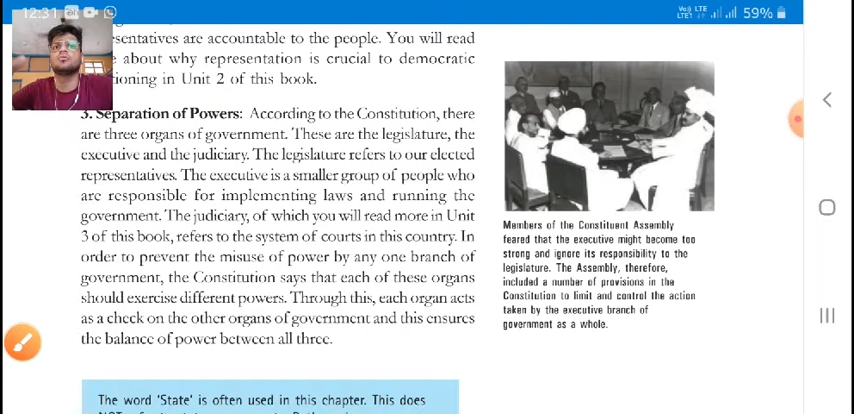 12:31
Vo)) LTE
LTE1
59%
sentatives are accountable to the people. You will read
about why representation is crucial to democratic
tioning in Unit 2 of this book.
3. Separation of Powers: According to the Constitution, there
are three organs of government. These are the legislature, the
executive and the judiciary. The legislature refers to our elected
representatives. The executive is a smaller group of people who
are responsible for implementing laws and running the
government. The judiciary, of which you will read more in Unit
3 of this book, refers to the system of courts in this country. In
order to prevent the misuse of power by any one branch of
government, the Constitution says that each of these organs
should exercise different powers. Through this, each organ acts
as a check on the other organs of government and this ensures
the balance of power between all three.
Members of the Constituent Assembly
feared that the executive might become too
strong and ignore its responsibility to the
legislature. The Assembly, therefore,
included a number of provisions in the
Constitution to limit and control the action
taken by the executive branch of
government as a whole.
The word 'State' is often used in this chapter. This does